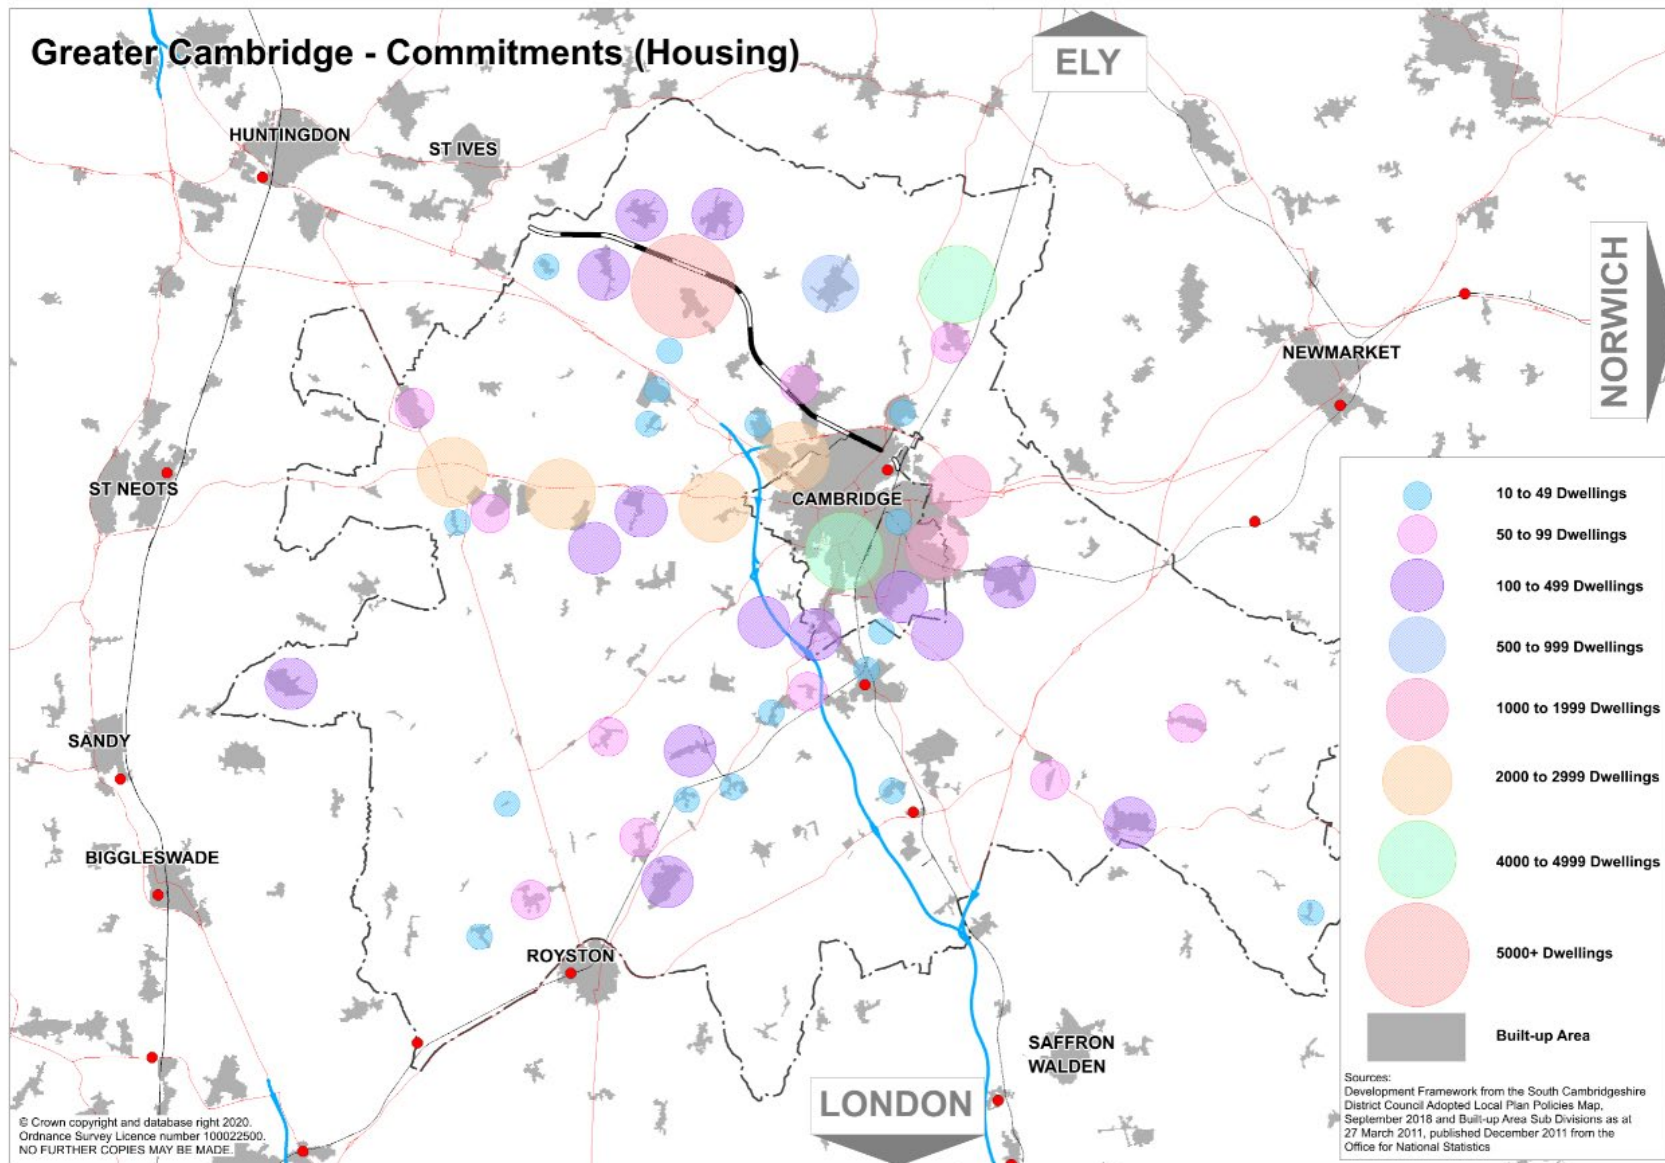 Greater Cambridge - Commitments (Housing)
ELY
HUNTINGDON
ST IVES
NORWICH
NEWMARKET
ST NEOTS
CAMBRIDGE
SANDY
BIGGLESWADE
ROYSTON
SAFFRON
WALDEN
LONDON
10 to 49 Dwellings
50 to 99 Dwellings
100 to 499 Dwellings
500 to 999 Dwellings
1000 to 1999 Dwellings
2000 to 2999 Dwellings
4000 to 4999 Dwellings
5000+ Dwellings
Built-up Area
Sources:
Development Framework from the South Cambridgeshire
District Council Adopted Local Plan Policies Map,
September 2018 and Built-up Area Sub Divisions as at
27 March 2011, published December 2011 from the
Office for National Statistics
© Crown copyright and database right 2020.
Ordnance Survey Licence number 100022500.
NO FURTHER COPIES MAY BE MADE.